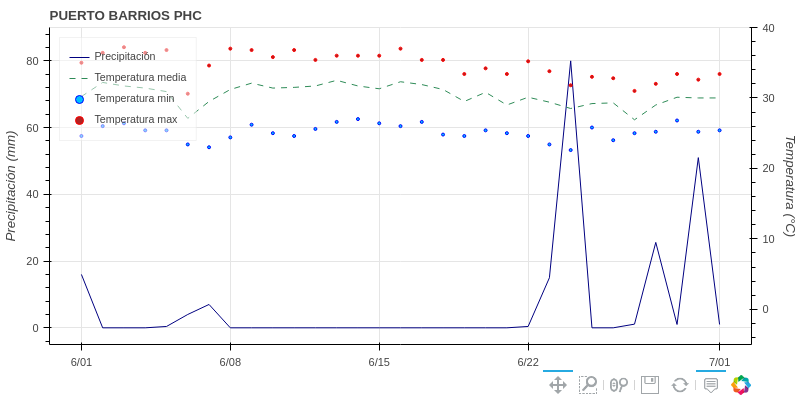 PUERTO BARRIOS PHC
Precipitación
Temperatura media
Temperatura min
Temperatura max
Precipitación (mm)
80
60
40
20
0
Temperatura (°C)
40
30
20
10
0
6/01
6/08
6/15
6/22
7/01